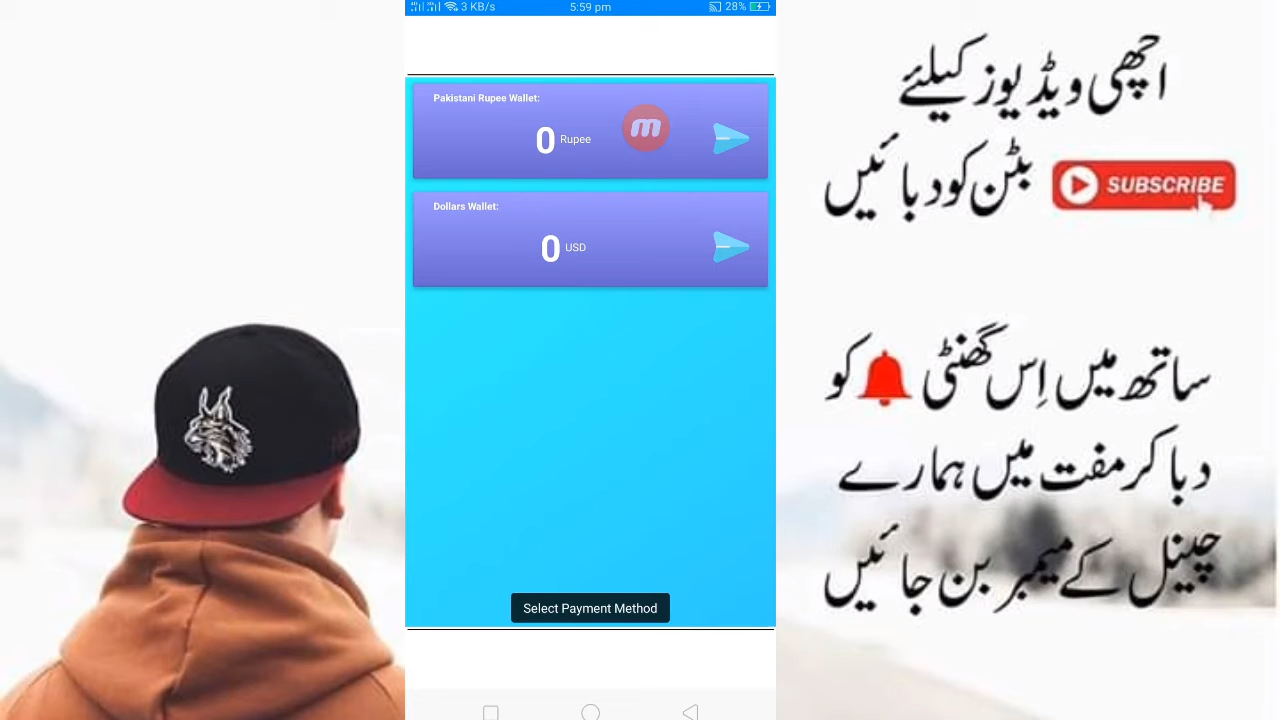 3 KB/s 5:59 pm 28%
Pakistani Rupee Wallet:
0 Rupee
Dollars Wallet:
0 USD
Select Payment Method
اچھی ویڈیوز کیلئے
SUBSCRIBE بٹن کو دبائیں
ساتھ میں اِس گھنٹی کو
دبا کر مفت میں ہمارے
چینل کے میمبر بن جائیں